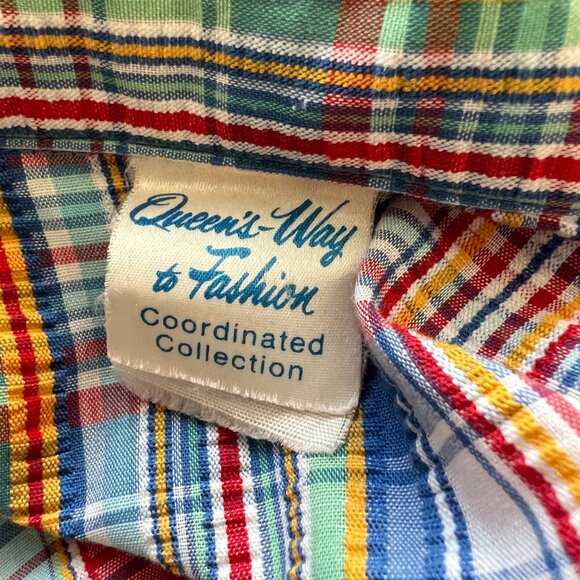 Queen's-Way
to Fashion
Coordinated
Collection